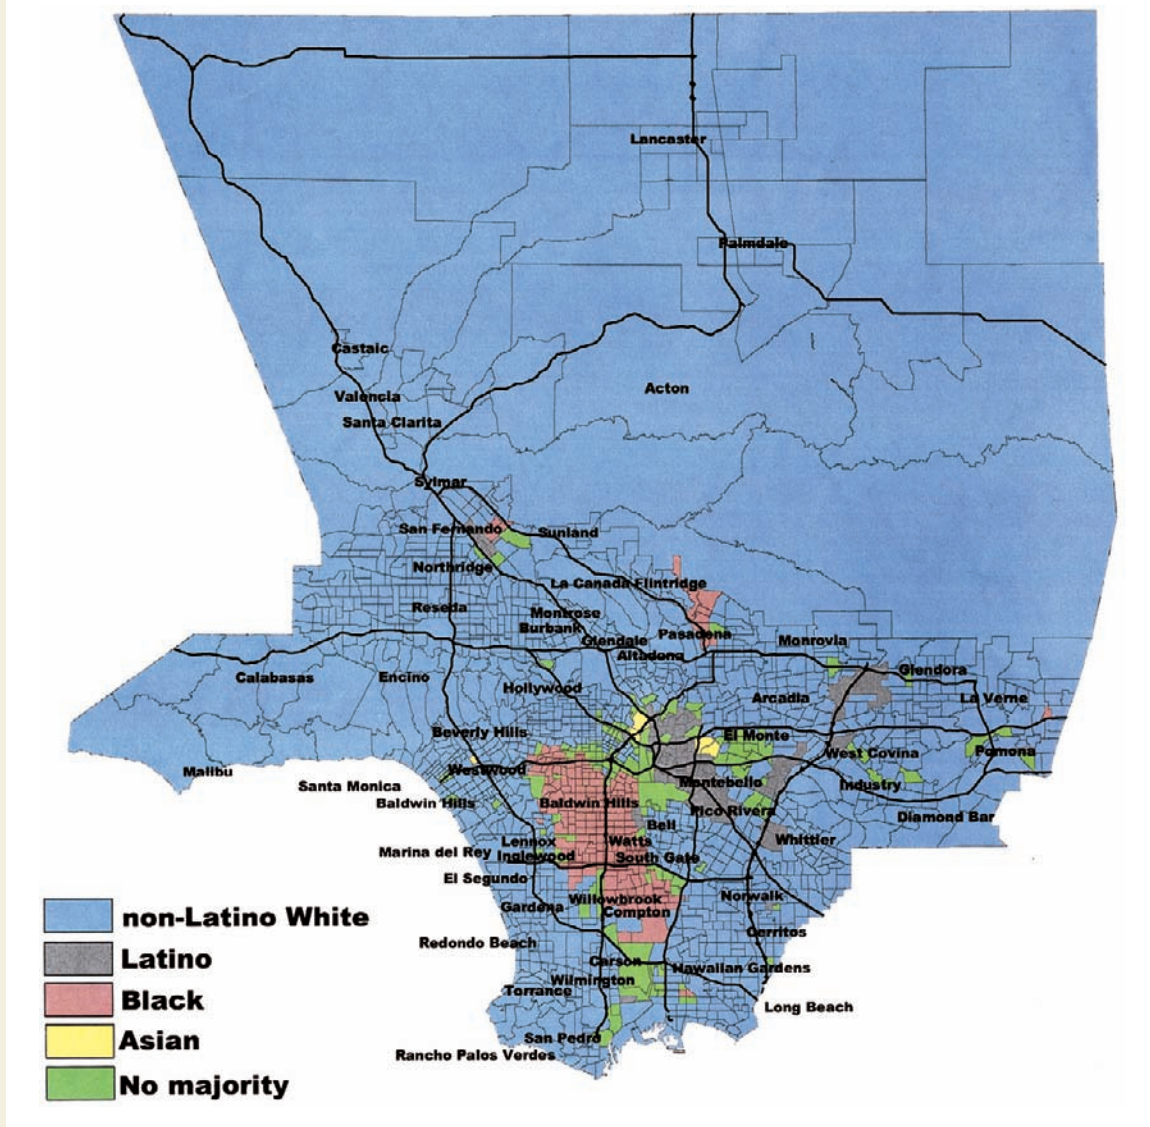 Lancaster
Palmdale
Castaic
Acton
Valencia
Santa Clarita
Sylmar
San Fernando
Sunland
Northridge
La Canada Flintridge
Reseda
Montrose
Burbank
Glendale
Pasadena
Monrovia
Altadena
Glendora
Calabasas
Encino
Hollywood
Arcadia
La Verne
Beverly Hills
El Monte
West Covina
Pomona
Malibu
Westwood
Santa Monica
Montebello
Industry
Baldwin Hills
Baldwin Hills
Pico Rivera
Diamond Bar
Bell
Lennox
Watts
Whittier
Marina del Rey
Inglewood
South Gate
El Segundo
Willowbrook
Norwalk
Gardena
Compton
non-Latino White
Cerritos
Redondo Beach
Latino
Carson
Hawaiian Gardens
Wilmington
Torrance
Black
Long Beach
San Pedro
Asian
Rancho Palos Verdes
No majority